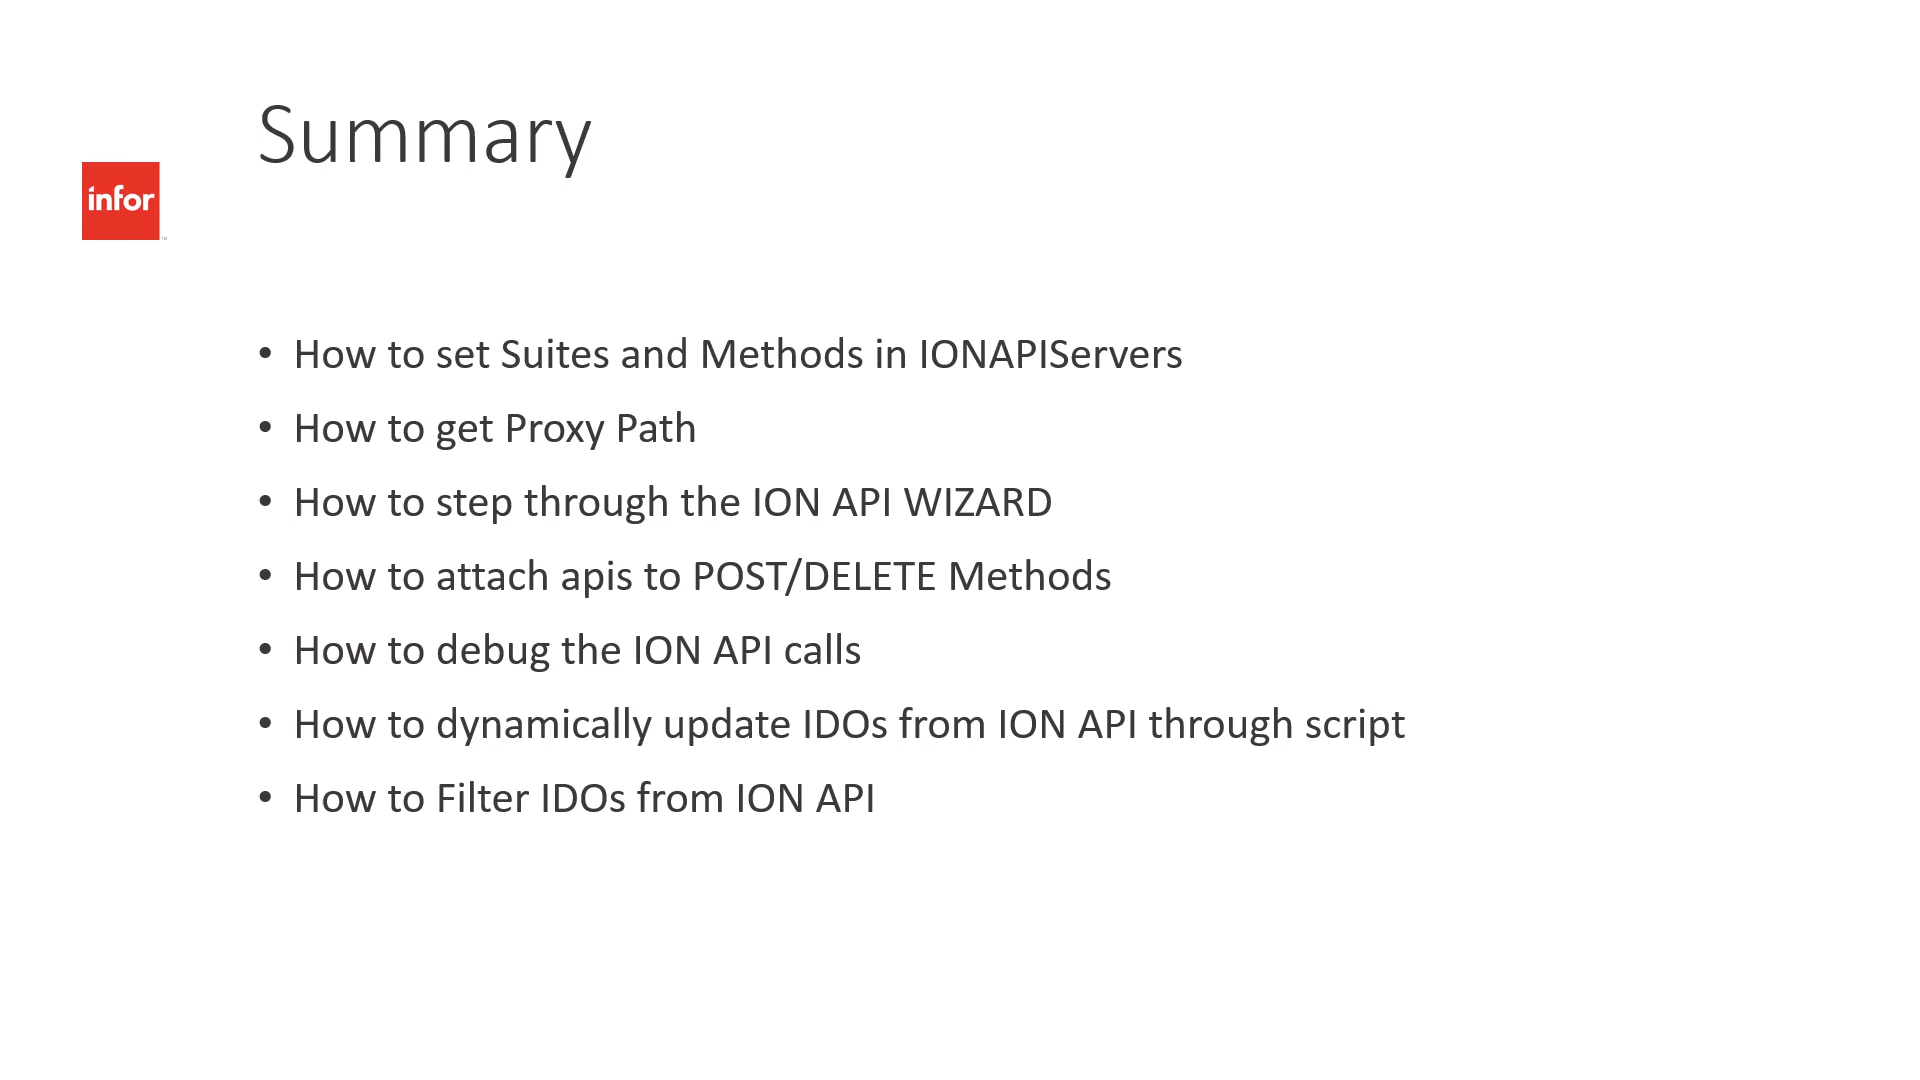 Summary
infor
• How to set Suites and Methods in IONAPIServers
• How to get Proxy Path
• How to step through the ION API WIZARD
• How to attach apis to POST/DELETE Methods
• How to debug the ION API calls
• How to dynamically update IDOs from ION API through script
• How to Filter IDOs from ION API